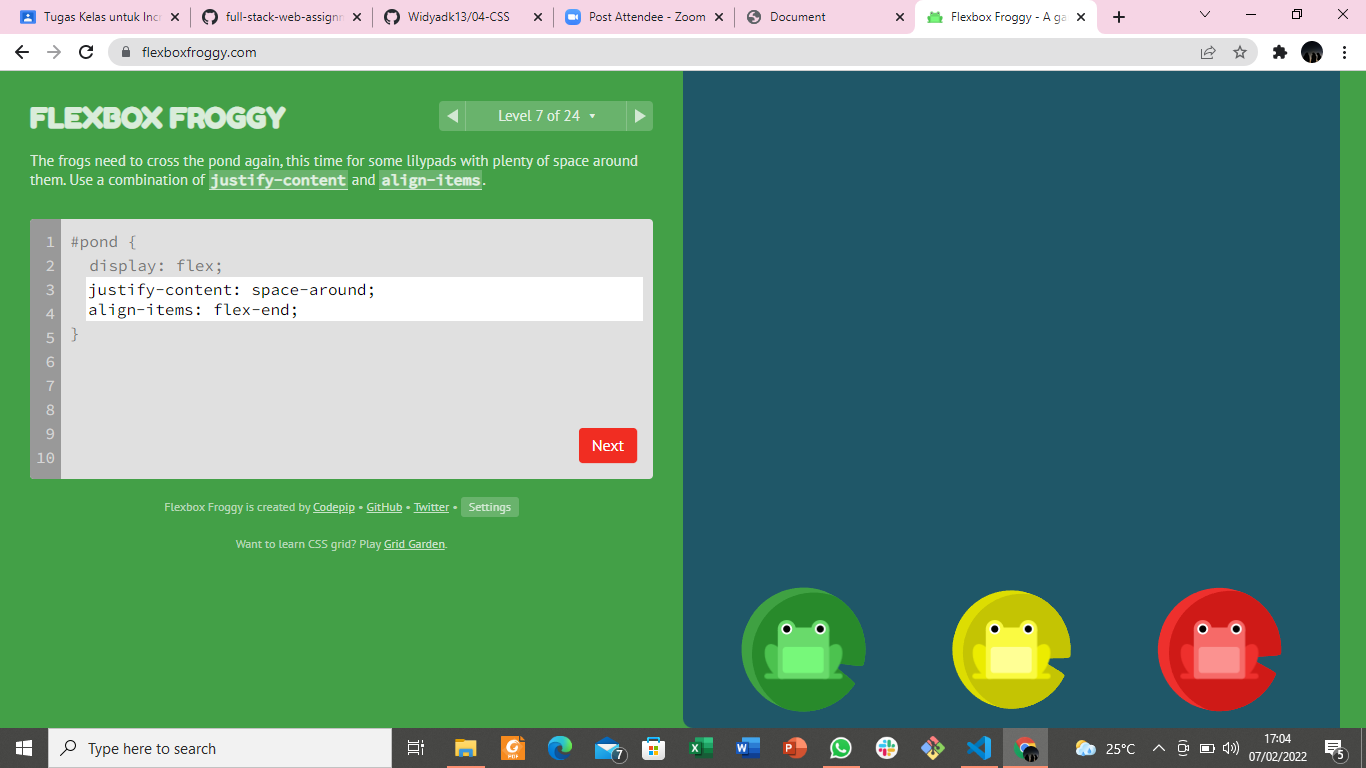 Tugas Kelas untuk Inc
full-stack-web-assignm
Widyadk13/04-CSS
Post Attendee - Zoom
Document
Flexbox Froggy - A ga
flexboxfroggy.com
FLEXBOX FROGGY
Level 7 of 24
The frogs need to cross the pond again, this time for some lilypads with plenty of space around
them. Use a combination of justify-content and align-items.
1 #pond {
2 display: flex;
3 justify-content: space-around;
4 align-items: flex-end;
5 }
6
7
8
9
10
Next
Flexbox Froggy is created by Codepip • GitHub • Twitter • Settings
Want to learn CSS grid? Play Grid Garden.
Type here to search
PDF
7
25°C
17:04
07/02/2022
5